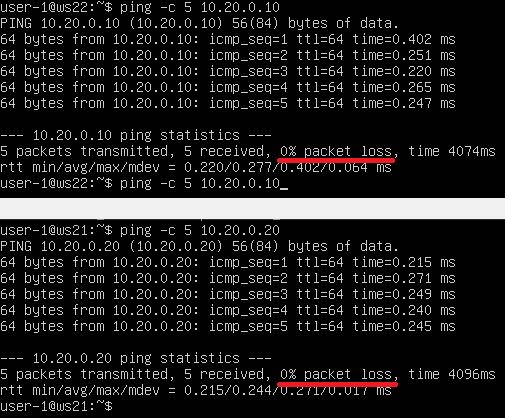 user-1@ws22:~$ ping -c 5 10.20.0.10
PING 10.20.0.10 (10.20.0.10) 56(84) bytes of data.
64 bytes from 10.20.0.10: icmp_seq=1 ttl=64 time=0.402 ms
64 bytes from 10.20.0.10: icmp_seq=2 ttl=64 time=0.251 ms
64 bytes from 10.20.0.10: icmp_seq=3 ttl=64 time=0.220 ms
64 bytes from 10.20.0.10: icmp_seq=4 ttl=64 time=0.265 ms
64 bytes from 10.20.0.10: icmp_seq=5 ttl=64 time=0.247 ms
--- 10.20.0.10 ping statistics ---
5 packets transmitted, 5 received, 0% packet loss, time 4074ms
rtt min/avg/max/mdev = 0.220/0.277/0.402/0.064 ms
user-1@ws22:~$ ping -c 5 10.20.0.10_
user-1@ws21:~$ ping -c 5 10.20.0.20
PING 10.20.0.20 (10.20.0.20) 56(84) bytes of data.
64 bytes from 10.20.0.20: icmp_seq=1 ttl=64 time=0.215 ms
64 bytes from 10.20.0.20: icmp_seq=2 ttl=64 time=0.271 ms
64 bytes from 10.20.0.20: icmp_seq=3 ttl=64 time=0.249 ms
64 bytes from 10.20.0.20: icmp_seq=4 ttl=64 time=0.240 ms
64 bytes from 10.20.0.20: icmp_seq=5 ttl=64 time=0.245 ms
--- 10.20.0.20 ping statistics ---
5 packets transmitted, 5 received, 0% packet loss, time 4096ms
rtt min/avg/max/mdev = 0.215/0.244/0.271/0.017 ms
user-1@ws21:~$